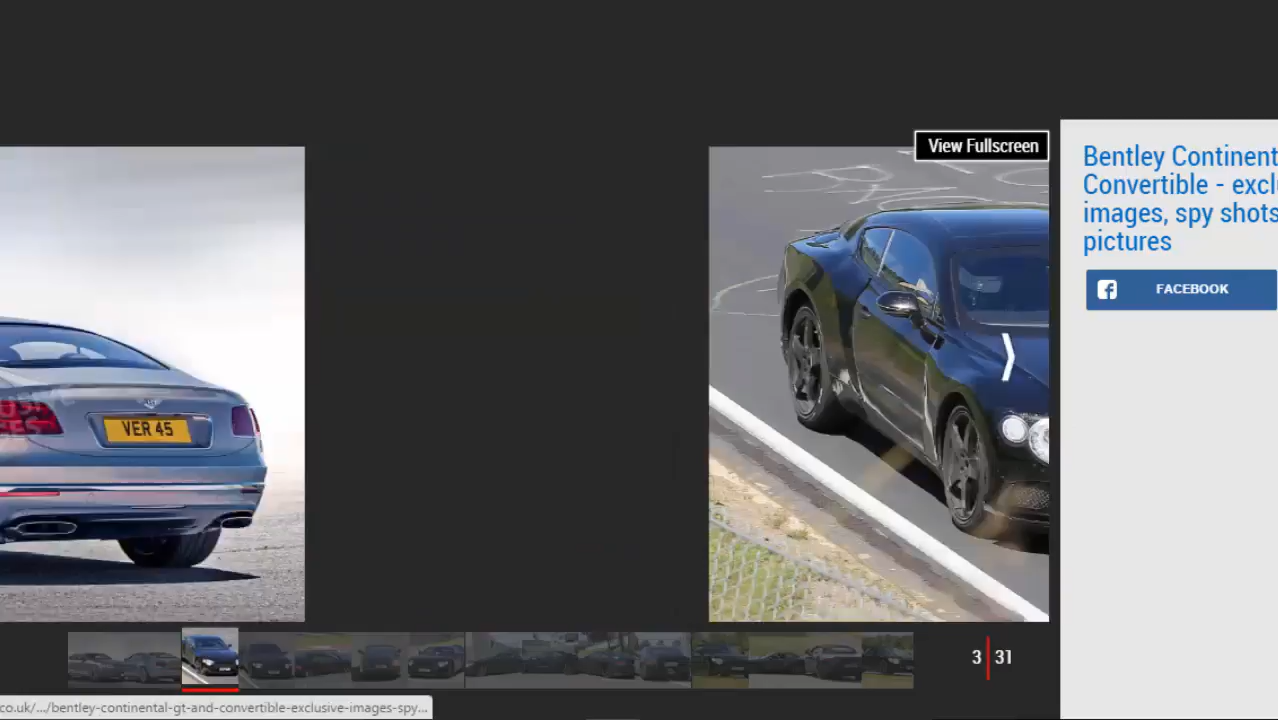 View Fullscreen
Bentley Continent
Convertible - excl
images, spy shots
pictures
FACEBOOK
VER 45
3 31
co.uk/.../bentley-continental-gt-and-convertible-exclusive-images-spy...